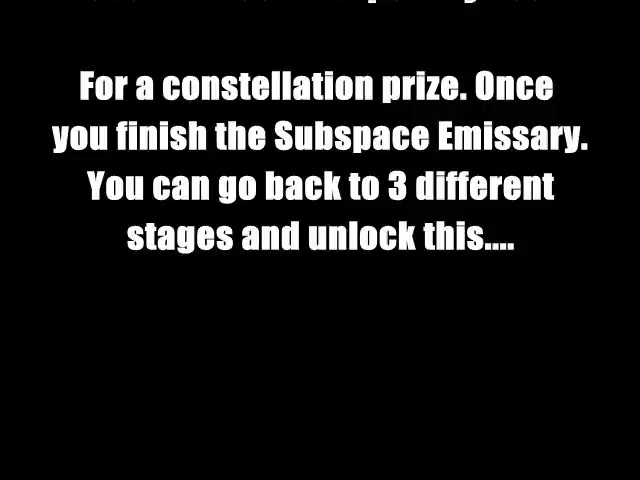 For a constellation prize. Once
you finish the Subspace Emissary.
You can go back to 3 different
stages and unlock this....